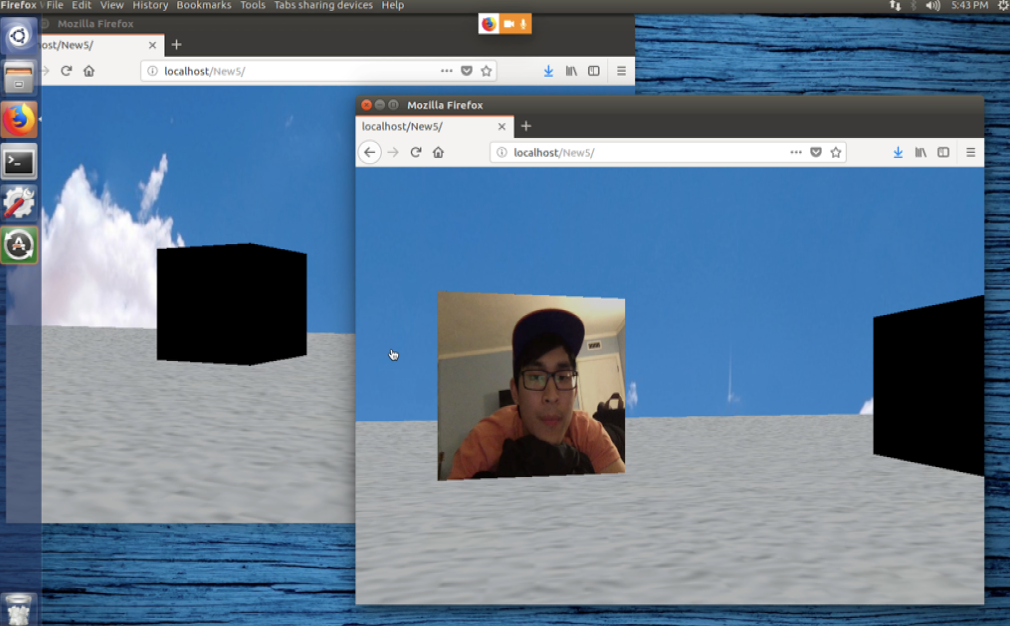 Firefox File Edit View History Bookmarks Tools Tabs sharing devices Help 5:43 PM
Mozilla Firefox
ost/New5/
localhost/New5/
Mozilla Firefox
localhost/New5/
localhost/New5/